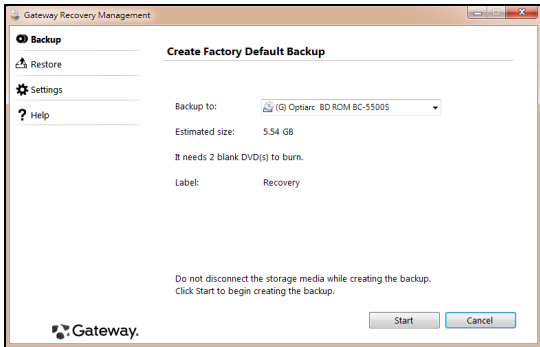 Gateway Recovery Management
Backup
Restore
Settings
Help
Create Factory Default Backup
Backup to: (G) Optiarc BD ROM BC-5500S
Estimated size: 5.54 GB
It needs 2 blank DVD(s) to burn.
Label: Recovery
Do not disconnect the storage media while creating the backup.
Click Start to begin creating the backup.
Start Cancel
Gateway.